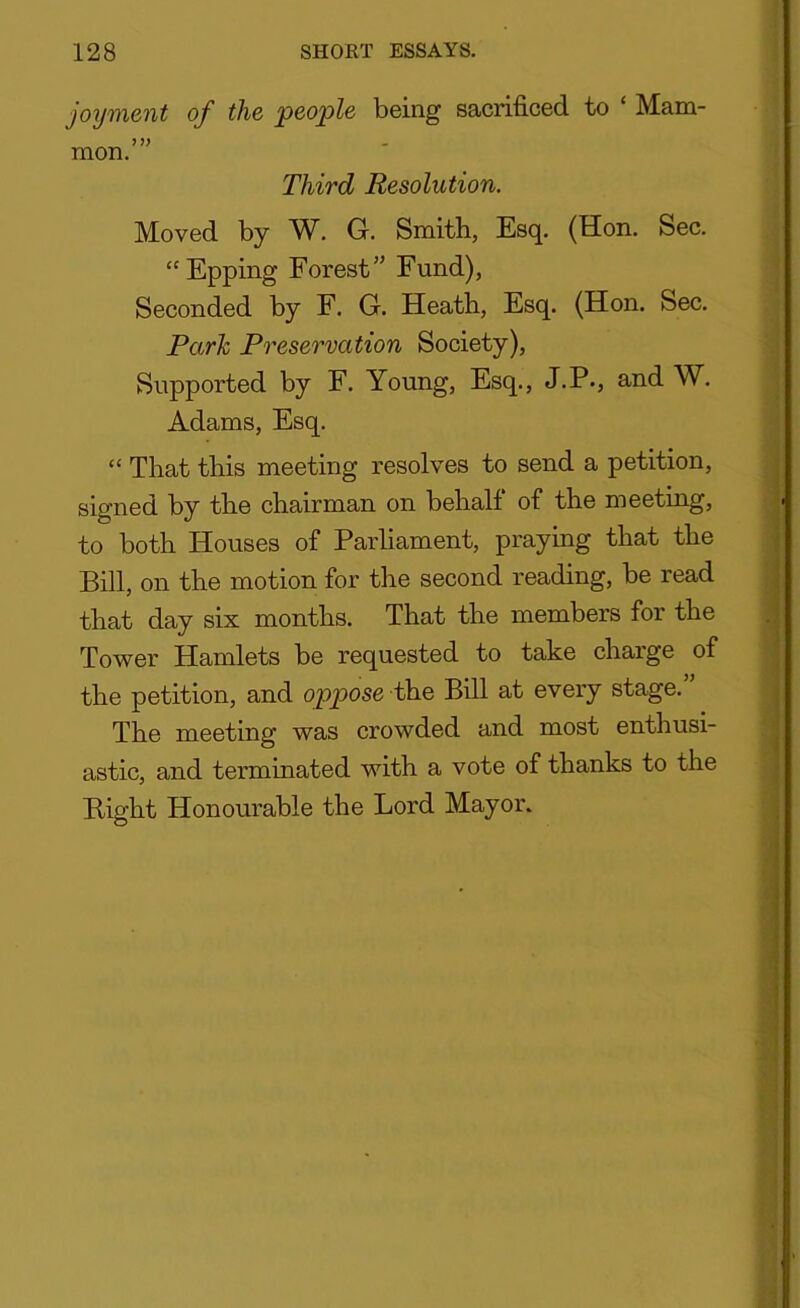 128 SHORT ESSAYS.
joyment of the people being sacrificed to ‘ Mam-
mon.’”
Third Resolution.
Moved by W. G. Smith, Esq. (Hon. Sec.
“Epping Forest” Fund),
Seconded by F. G. Heath, Esq. (Hon. Sec.
Park Preservation Society),
Supported by F. Young, Esq., J.P., and W.
Adams, Esq.
“ That this meeting resolves to send a petition,
signed by the chairman on behalf of the meeting,
to both Houses of Parliament, praying that the
Bill, on the motion for the second reading, be read
that day six months. That the members for the
Tower Hamlets be requested to take charge of
the petition, and oppose the Bill at every stage.”
The meeting was crowded and most enthusi-
astic, and terminated with a vote of thanks to the
Right Honourable the Lord Mayor.